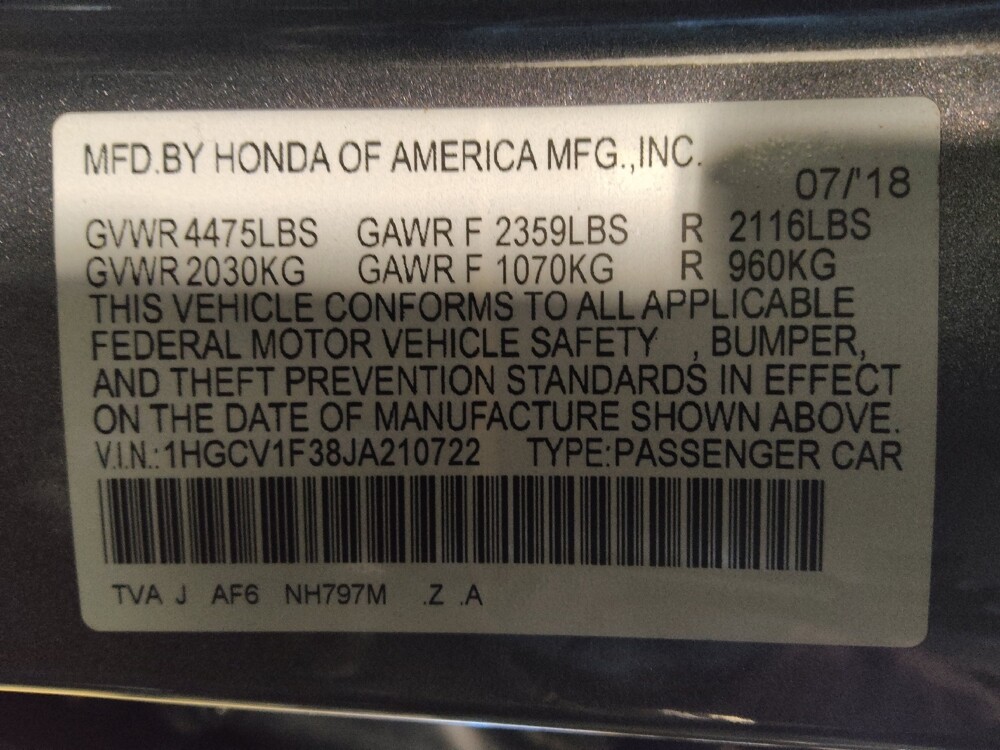 MFD.BY HONDA OF AMERICA MFG.,INC.
07/'18
GVWR 4475LBS GAWR F 2359LBS R 2116LBS
GVWR 2030KG GAWR F 1070KG R 960KG
THIS VEHICLE CONFORMS TO ALL APPLICABLE
FEDERAL MOTOR VEHICLE SAFETY , BUMPER,
AND THEFT PREVENTION STANDARDS IN EFFECT
ON THE DATE OF MANUFACTURE SHOWN ABOVE.
V.I.N.:1HGCV1F38JA210722 TYPE:PASSENGER CAR
TVA J AF6 NH797M .Z .A